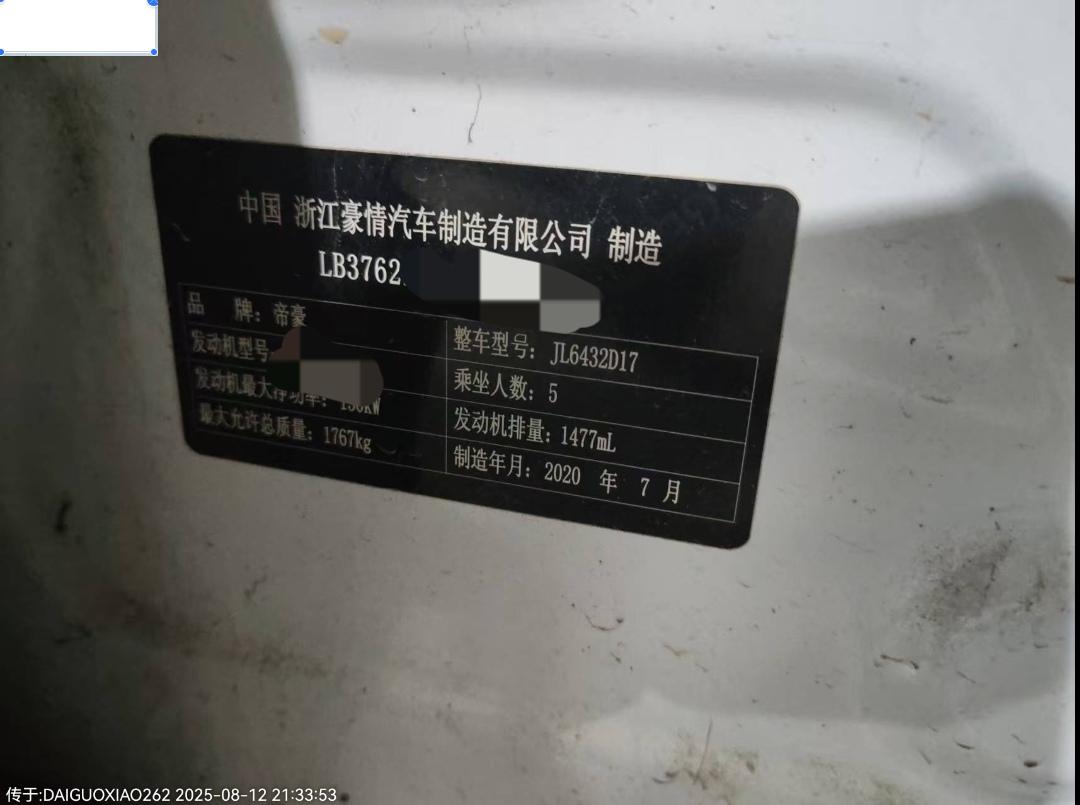 中国 浙江豪情汽车制造有限公司 制造
LB3762
品 牌：帝豪
整车型号：JL6432D17
发动机型号
乘坐人数：5
发动机最大净功率：130kW
发动机排量：1477mL
最大允许总质量：1767kg
制造年月：2020 年 7 月
传于:DAIGUOXIAO262 2025-08-12 21:33:53